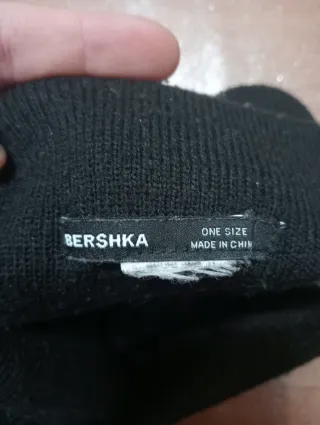 BERSHKA
ONE SIZE
MADE IN CHIN